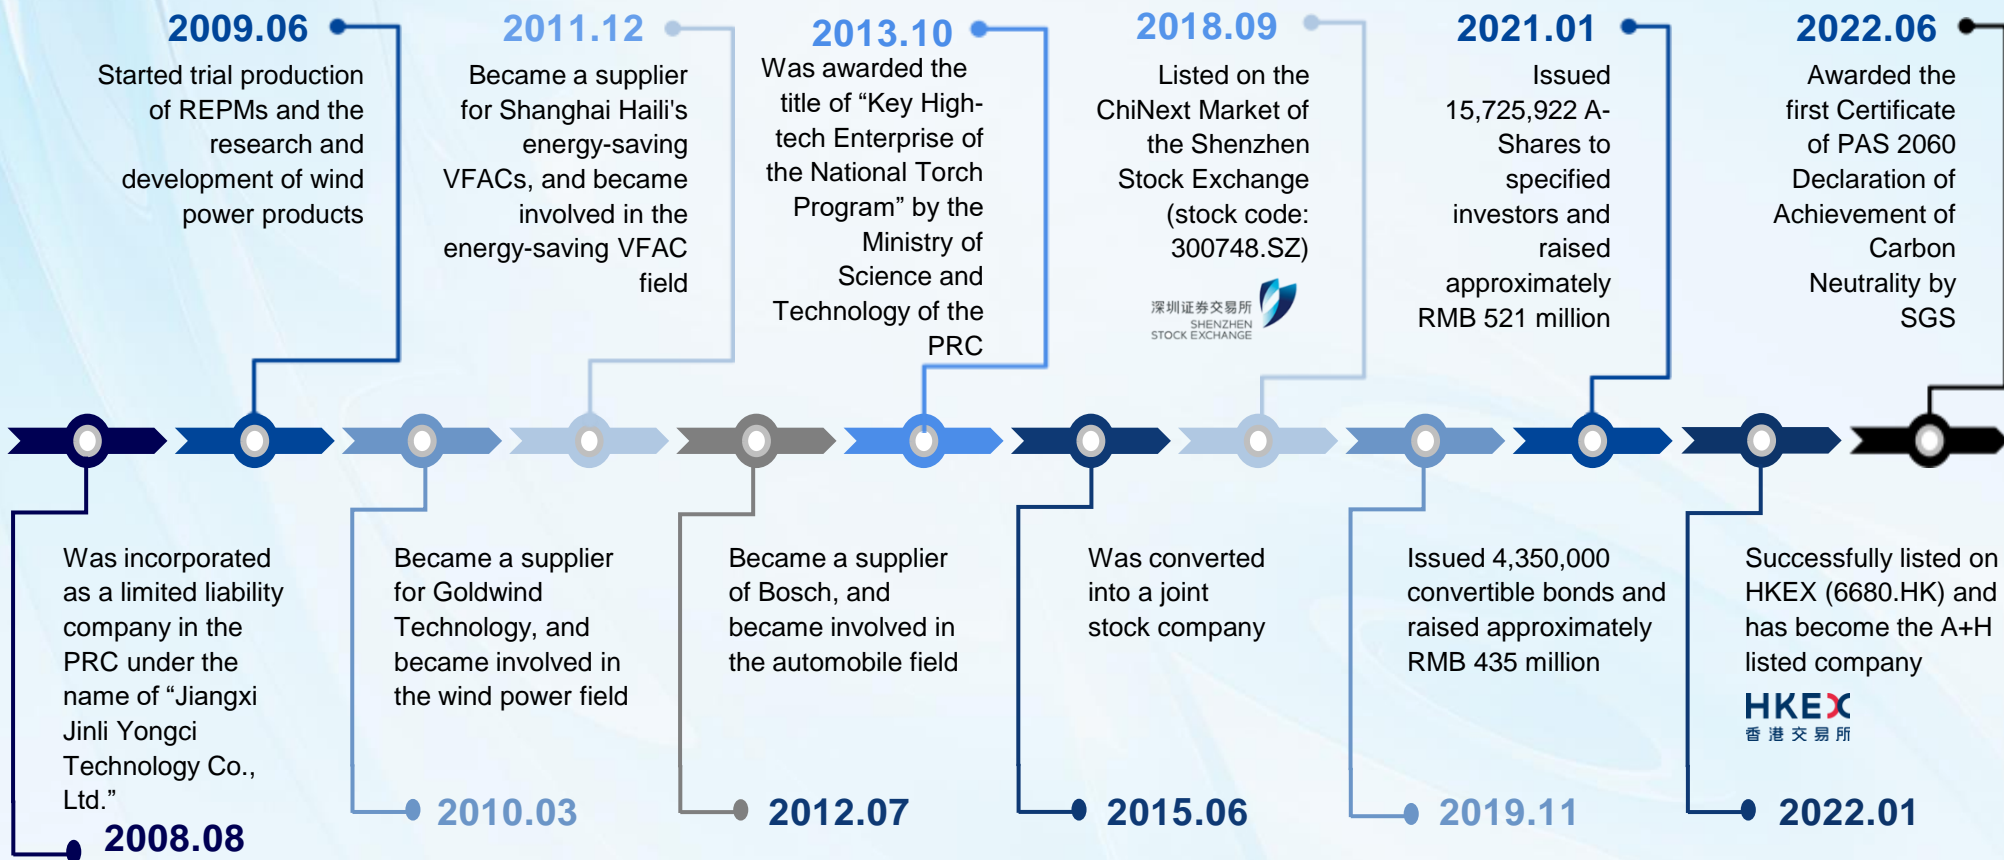 2009.06
Started trial production
of REPMs and the
research and
development of wind
power products
2011.12
Became a supplier
for Shanghai Haili's
energy-saving
VFACs, and became
involved in the
energy-saving VFAC
field
2013.10
Was awarded the
title of “Key High-
tech Enterprise of
the National Torch
Program” by the
Ministry of
Science and
Technology of the
PRC
2018.09
Listed on the
ChiNext Market of
the Shenzhen
Stock Exchange
(stock code:
300748.SZ)
深圳证券交易所
SHENZHEN
STOCK EXCHANGE
2021.01
Issued
15,725,922 A-
Shares to
specified
investors and
raised
approximately
RMB 521 million
2022.06
Awarded the
first Certificate
of PAS 2060
Declaration of
Achievement of
Carbon
Neutrality by
SGS
Was incorporated
as a limited liability
company in the
PRC under the
name of “Jiangxi
Jinli Yongci
Technology Co.,
Ltd.”
2008.08
Became a supplier
for Goldwind
Technology, and
became involved in
the wind power field
2010.03
Became a supplier
of Bosch, and
became involved in
the automobile field
2012.07
Was converted
into a joint
stock company
2015.06
Issued 4,350,000
convertible bonds and
raised approximately
RMB 435 million
2019.11
Successfully listed on
HKEX (6680.HK) and
has become the A+H
listed company
HKEX
香港交易所
2022.01